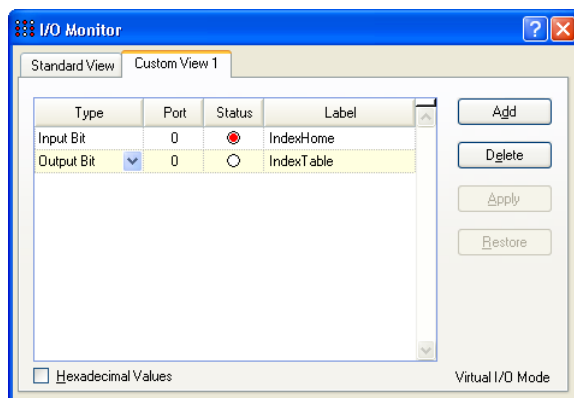 I/O Monitor
Standard View Custom View 1
Type Port Status Label
Input Bit 0 IndexHome
Output Bit 0 IndexTable
Add
Delete
Apply
Restore
Hexadecimal Values
Virtual I/O Mode